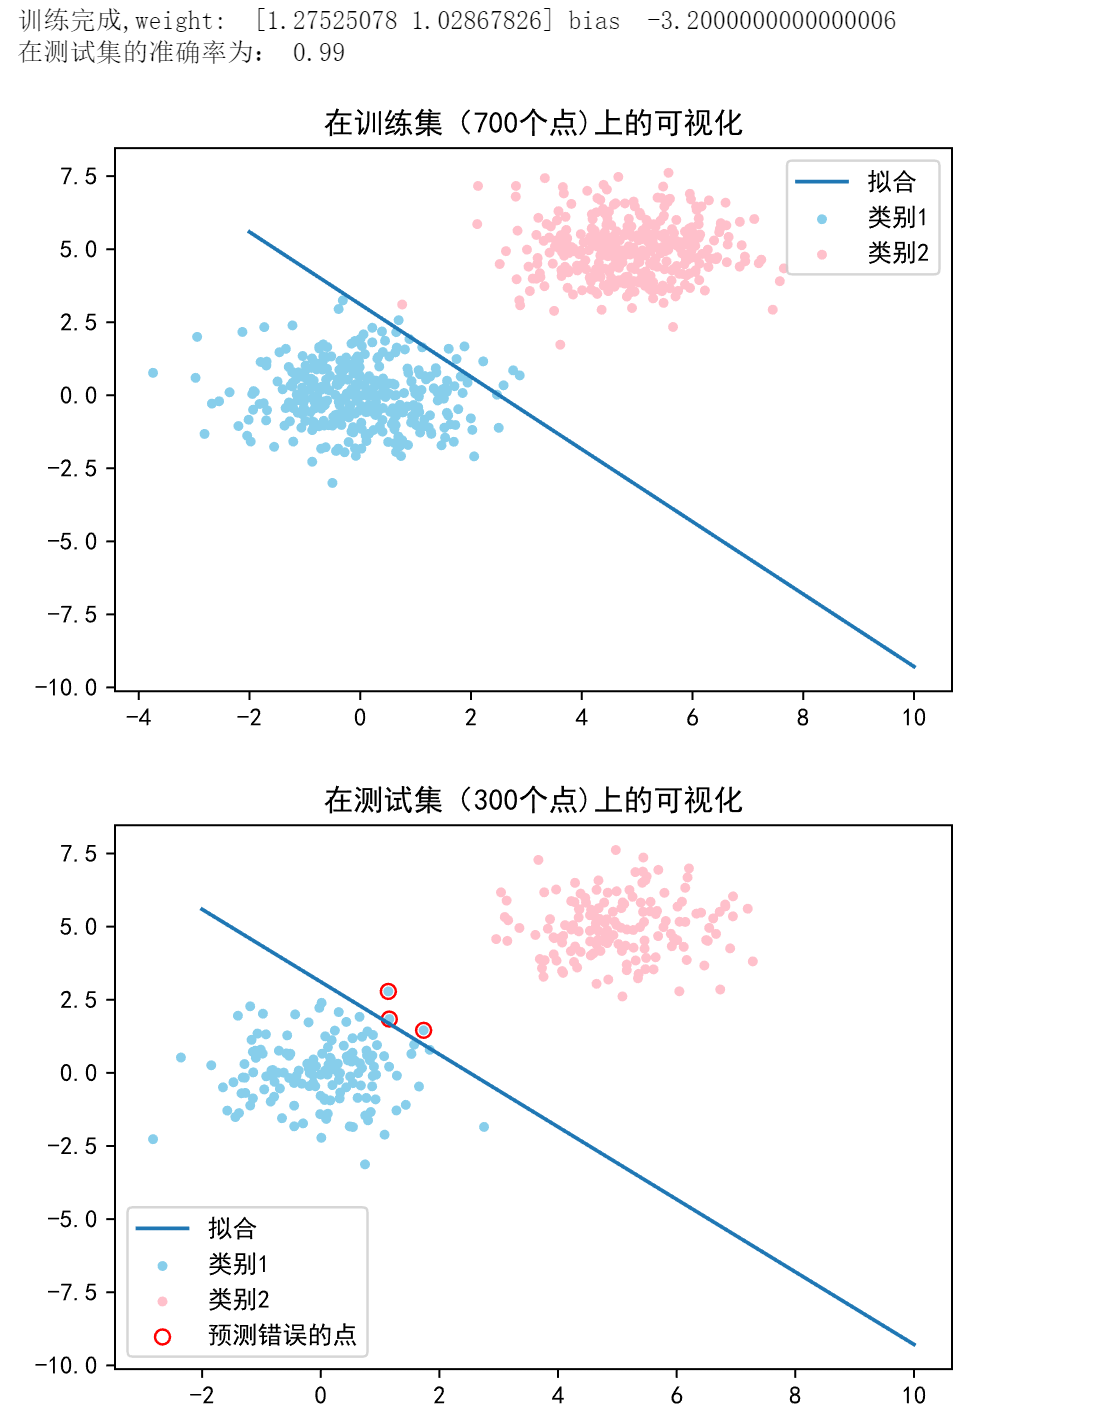 训练完成,weight:  [1.27525078 1.02867826] bias  -3.2000000000000006
在测试集的准确率为： 0.99
在训练集（700个点)上的可视化
拟合
类别1
类别2
7.5
5.0
2.5
0.0
−2.5
−5.0
−7.5
−10.0
−4 −2 0 2 4 6 8 10
在测试集（300个点)上的可视化
7.5
5.0
2.5
0.0
−2.5
−5.0
−7.5
−10.0
拟合
类别1
类别2
预测错误的点
−2 0 2 4 6 8 10